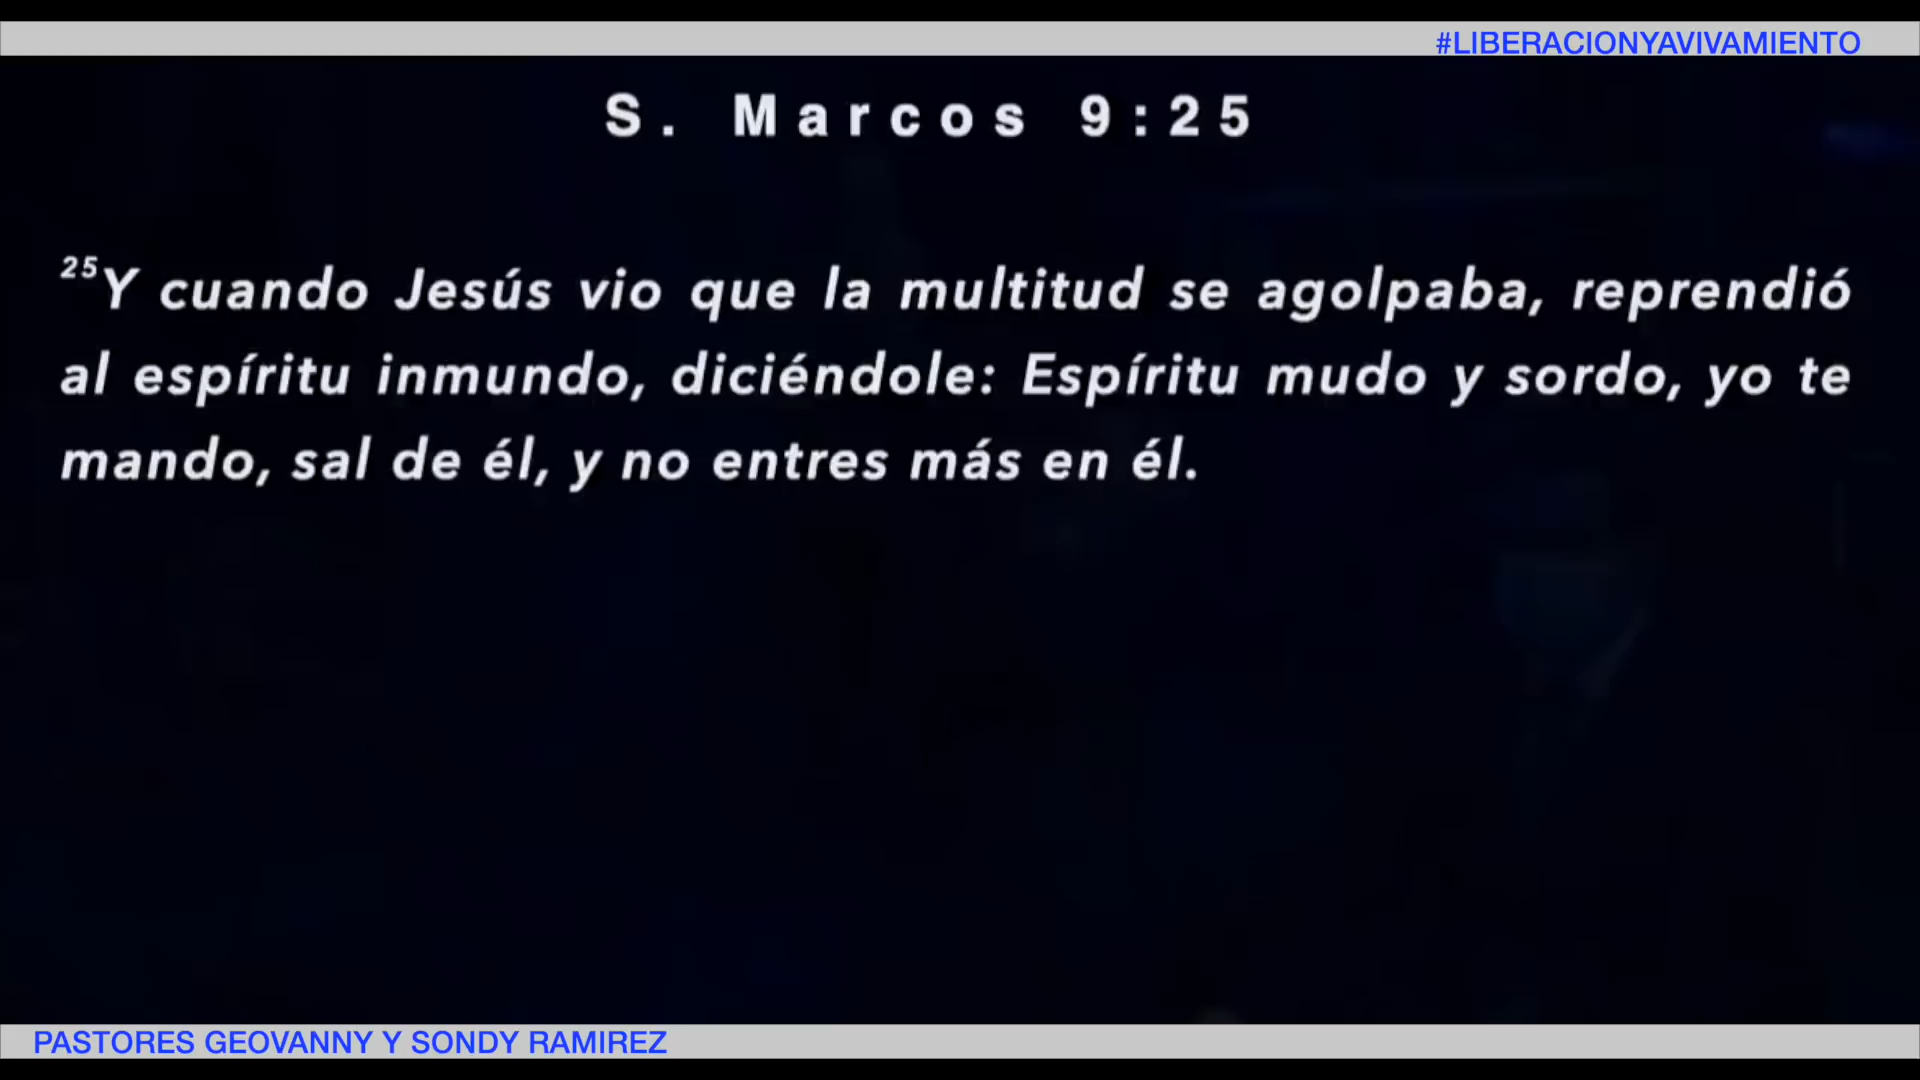 #LIBERACIONYAVIVAMIENTO
S. Marcos 9:25
25Y cuando Jesús vio que la multitud se agolpaba, reprendió
al espíritu inmundo, diciéndole: Espíritu mudo y sordo, yo te
mando, sal de él, y no entres más en él.
PASTORES GEOVANNY Y SONDY RAMIREZ